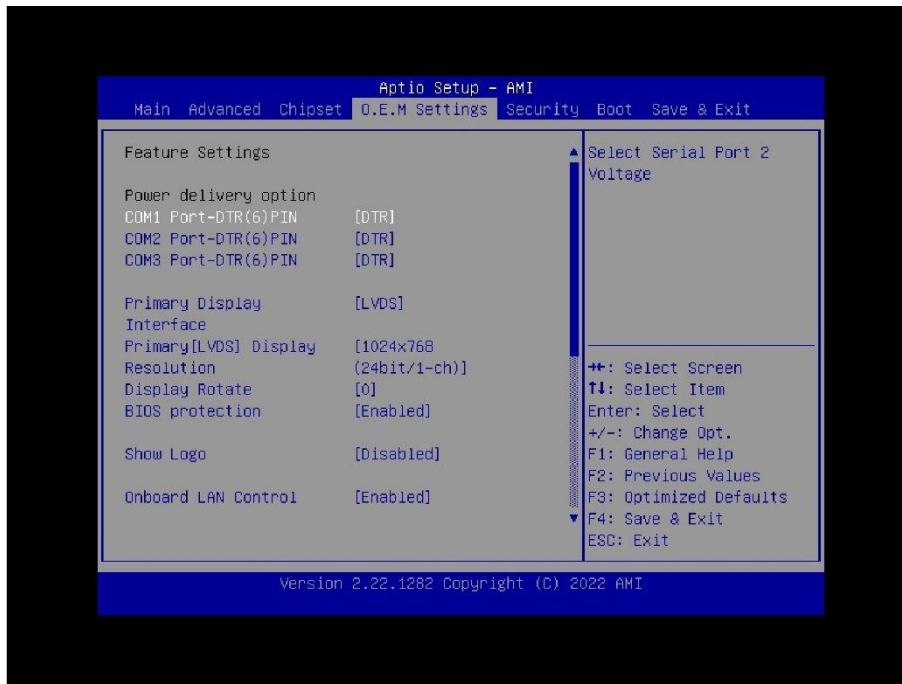 Aptio Setup – AMI
Main Advanced Chipset O.E.M Settings Security Boot Save & Exit
Feature Settings
Power delivery option
COM1 Port-DTR(6)PIN [DTR]
COM2 Port-DTR(6)PIN [DTR]
COM3 Port-DTR(6)PIN [DTR]
Primary Display [LVDS]
Interface
Primary[LVDS] Display [1024x768
Resolution (24bit/1-ch)]
Display Rotate [0]
BIOS protection [Enabled]
Show Logo [Disabled]
Onboard LAN Control [Enabled]
Select Serial Port 2
Voltage
→←: Select Screen
↑↓: Select Item
Enter: Select
+/-: Change Opt.
F1: General Help
F2: Previous Values
F3: Optimized Defaults
F4: Save & Exit
ESC: Exit
Version 2.22.1282 Copyright (C) 2022 AMI